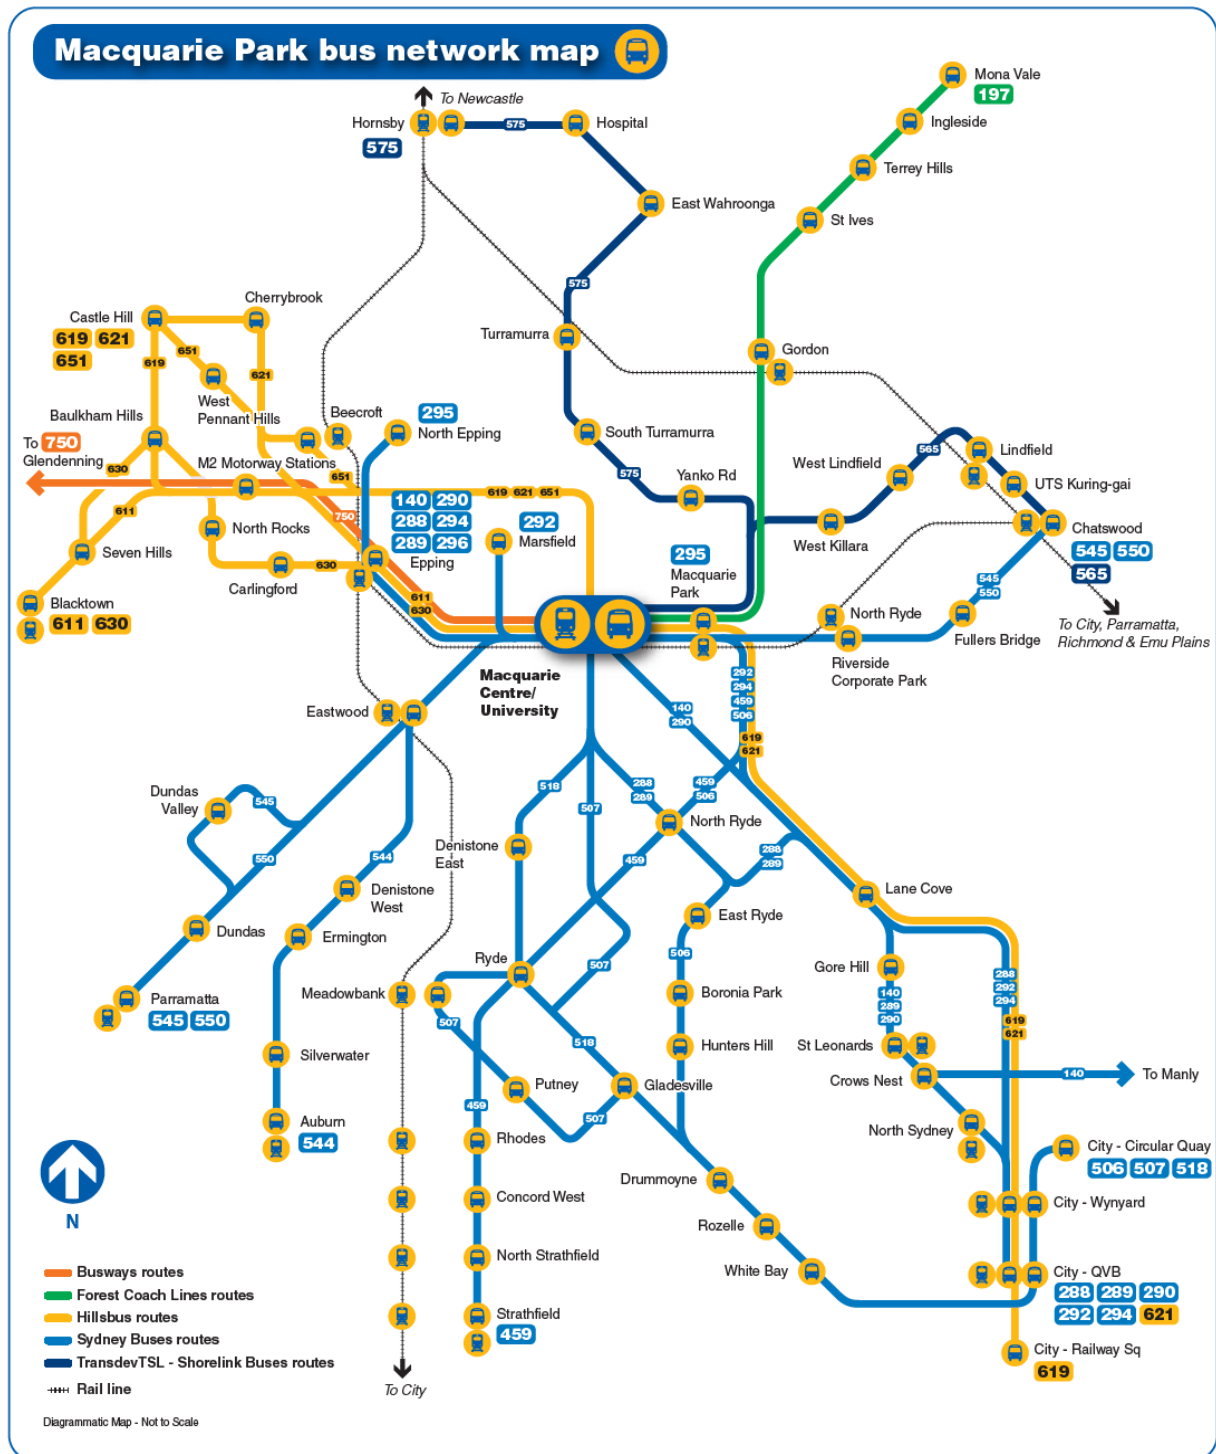 Macquarie Park bus network map
To Newcastle
Hornsby
575
575
Hospital
East Wahroonga
575
Turramurra
South Turramurra
575
Yanko Rd
Mona Vale
197
Ingleside
Terrey Hills
St Ives
Gordon
Castle Hill
619 621
651
Cherrybrook
619
651
621
West
Pennant Hills
Baulkham Hills
Beecroft
295
North Epping
To 750
Glendenning
630
M2 Motorway Stations
651
611
750
619 621 651
140 290
288 294
289 296
Epping
292
Marsfield
North Rocks
Seven Hills
Carlingford
630
Blacktown
611 630
611
630
295
Macquarie
Park
West Lindfield
565
Lindfield
UTS Kuring-gai
West Killara
Chatswood
545 550
565
545
550
North Ryde
Fullers Bridge
Riverside
Corporate Park
To City, Parramatta,
Richmond & Emu Plains
Macquarie
Centre/
University
Eastwood
292
294
459
506
140
290
619
621
Dundas
Valley
545
550
544
518
507
288
289
459
506
North Ryde
Denistone
East
459
288
289
Denistone
West
Dundas
Ermington
Lane Cove
East Ryde
Ryde
507
506
Gore Hill
288
292
294
140
289
290
619
621
Parramatta
545 550
Meadowbank
507
Boronia Park
518
Hunters Hill
St Leonards
Crows Nest
140
To Manly
Silverwater
Putney
Gladesville
459
507
Auburn
544
Rhodes
North Sydney
City - Circular Quay
506 507 518
Concord West
Drummoyne
City - Wynyard
Rozelle
North Strathfield
White Bay
City - QVB
288 289 290
292 294 621
Strathfield
459
City - Railway Sq
619
To City
N
Busways routes
Forest Coach Lines routes
Hillsbus routes
Sydney Buses routes
TransdevTSL - Shorelink Buses routes
Rail line
Diagrammatic Map - Not to Scale